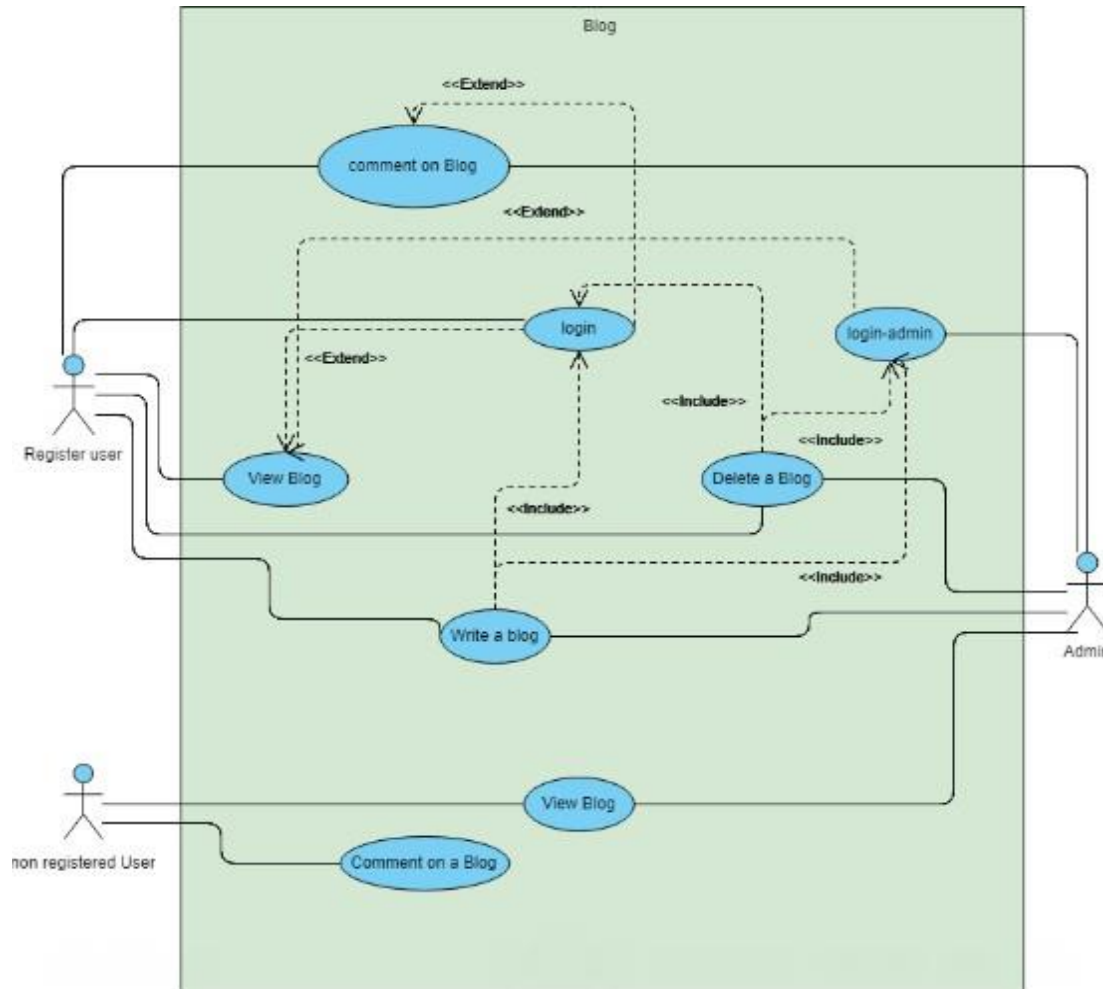 Blog
<<Extend>>
comment on Blog
<<Extend>>
login
login-admin
<<Extend>>
<<Include>>
Register user
<<Include>>
View Blog
Delete a Blog
<<Include>>
<<Include>>
Write a blog
Admin
View Blog
non registered User
Comment on a Blog